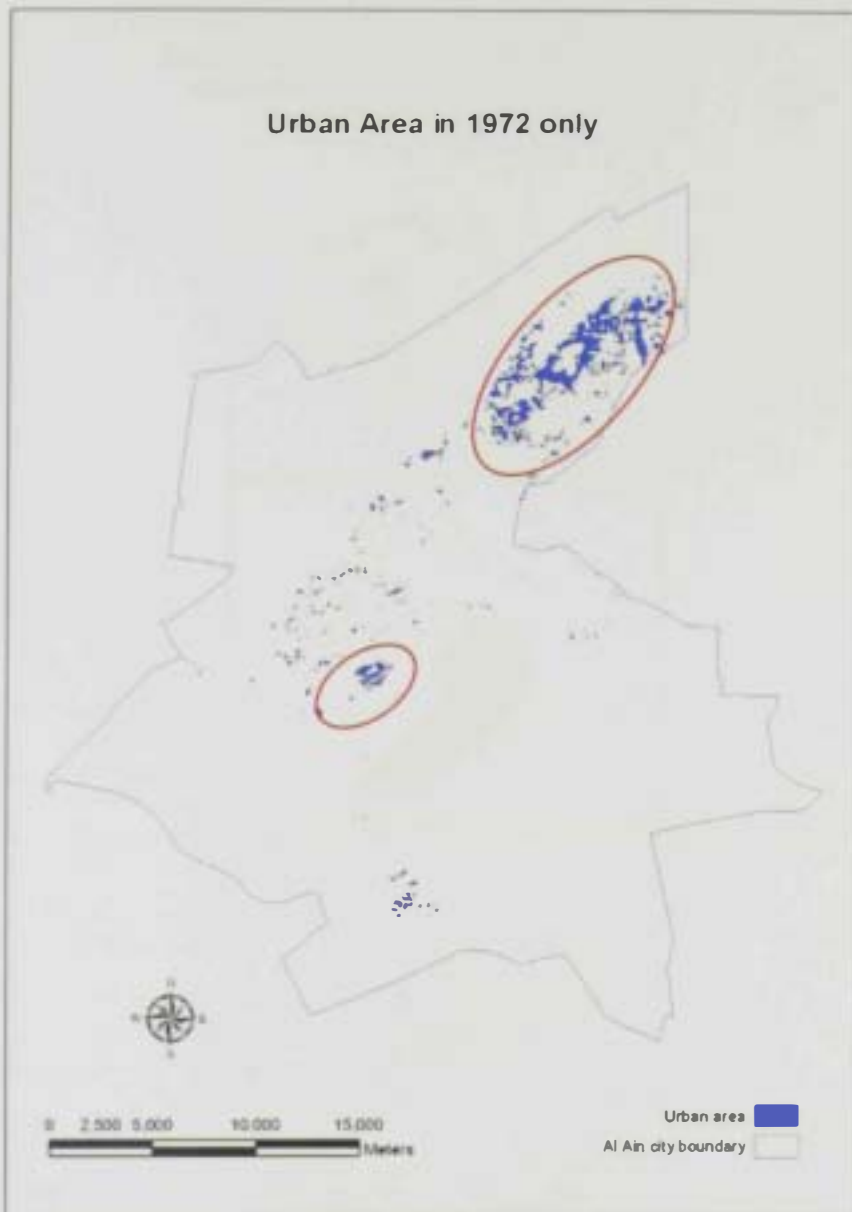 Urban Area in 1972 only
N
S
0 2.500 5.000 10.000 15.000
Meters
Urban area
Al Ain city boundary